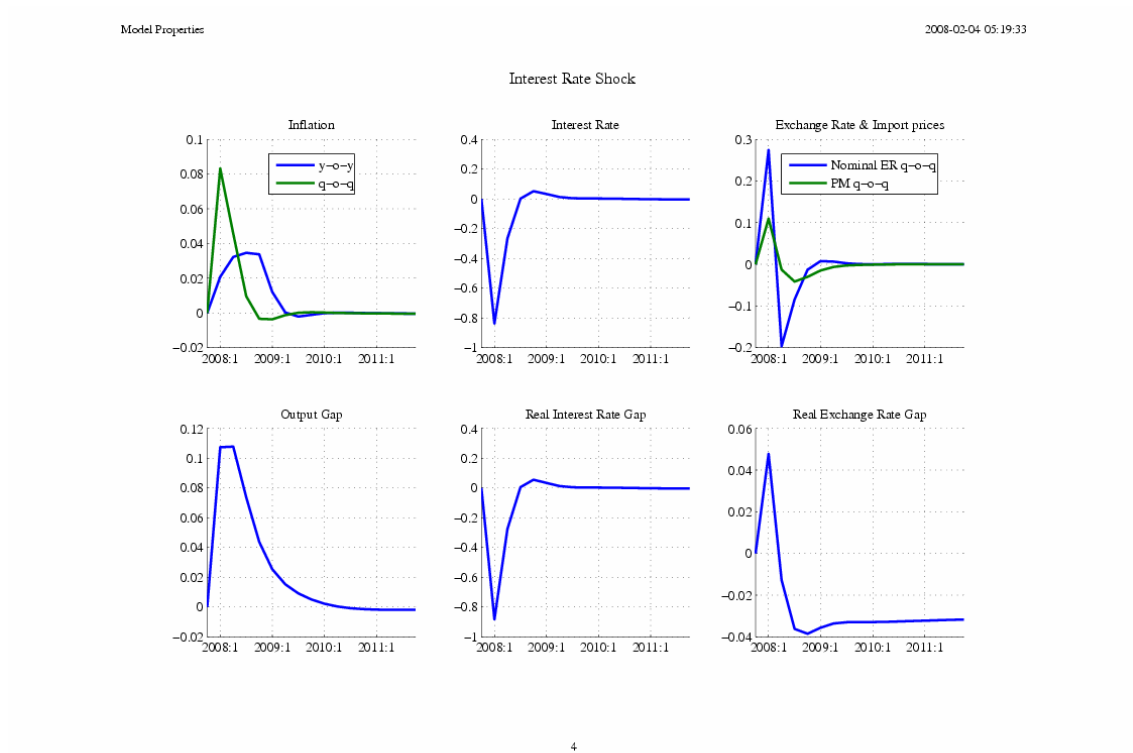 Model Properties
2008-02-04 05:19:33
Interest Rate Shock
Inflation
0.1
0.08
0.06
0.04
0.02
0
−0.02
y−o−y
q−o−q
2008:1 2009:1 2010:1 2011:1
Interest Rate
0.4
0.2
0
−0.2
−0.4
−0.6
−0.8
−1
2008:1 2009:1 2010:1 2011:1
Exchange Rate & Import prices
0.3
0.2
0.1
0
−0.1
−0.2
Nominal ER q−o−q
PM q−o−q
2008:1 2009:1 2010:1 2011:1
Output Gap
0.12
0.1
0.08
0.06
0.04
0.02
0
−0.02
2008:1 2009:1 2010:1 2011:1
Real Interest Rate Gap
0.4
0.2
0
−0.2
−0.4
−0.6
−0.8
−1
2008:1 2009:1 2010:1 2011:1
Real Exchange Rate Gap
0.06
0.04
0.02
0
−0.02
−0.04
2008:1 2009:1 2010:1 2011:1
4